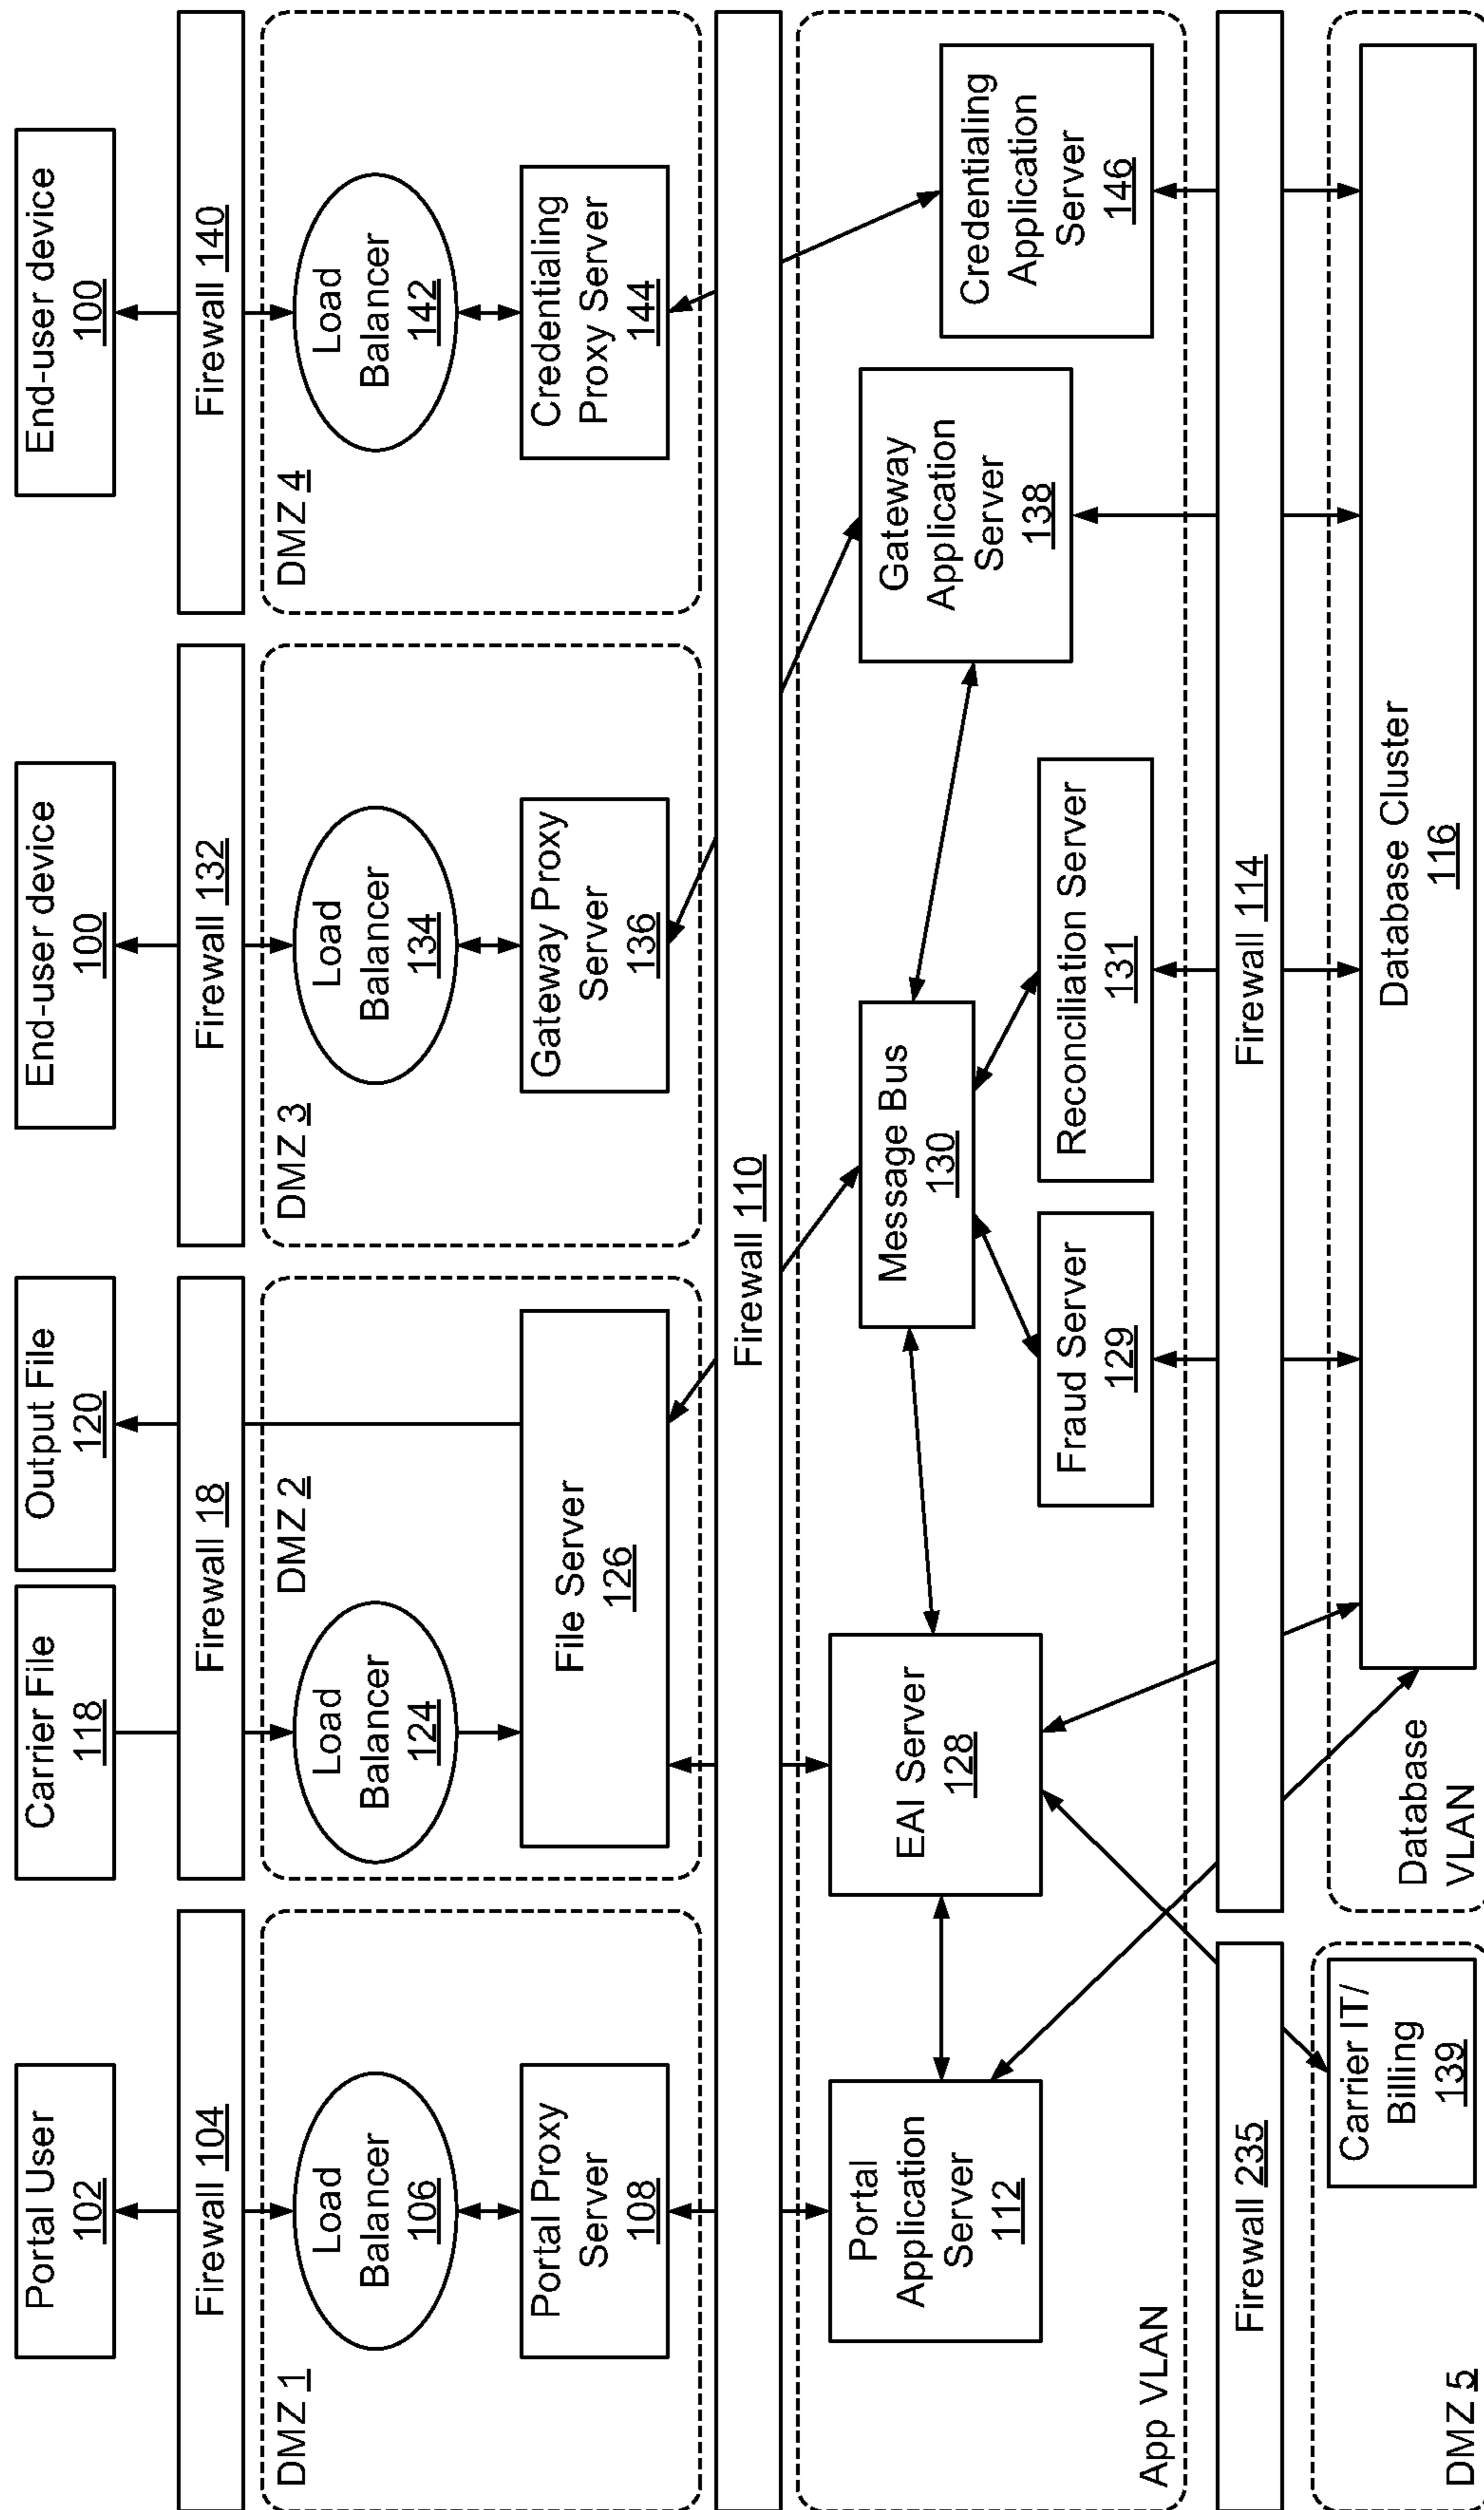 Portal User
102
Carrier File
118
Output File
120
End-user device
100
End-user device
100
Firewall 104
Firewall 18
Firewall 132
Firewall 140
DMZ 1
Load
Balancer
106
Portal Proxy
Server
108
DMZ 2
Load
Balancer
124
File Server
126
DMZ 3
Load
Balancer
134
Gateway Proxy
Server
136
DMZ 4
Load
Balancer
142
Credentialing
Proxy Server
144
Firewall 110
Portal
Application
Server
112
EAI Server
128
Message Bus
130
Gateway
Application
Server
138
Credentialing
Application
Server
146
Fraud Server
129
Reconciliation Server
131
App VLAN
Firewall 235
Firewall 114
Carrier IT/
Billing
139
DMZ 5
Database
VLAN
Database Cluster
116